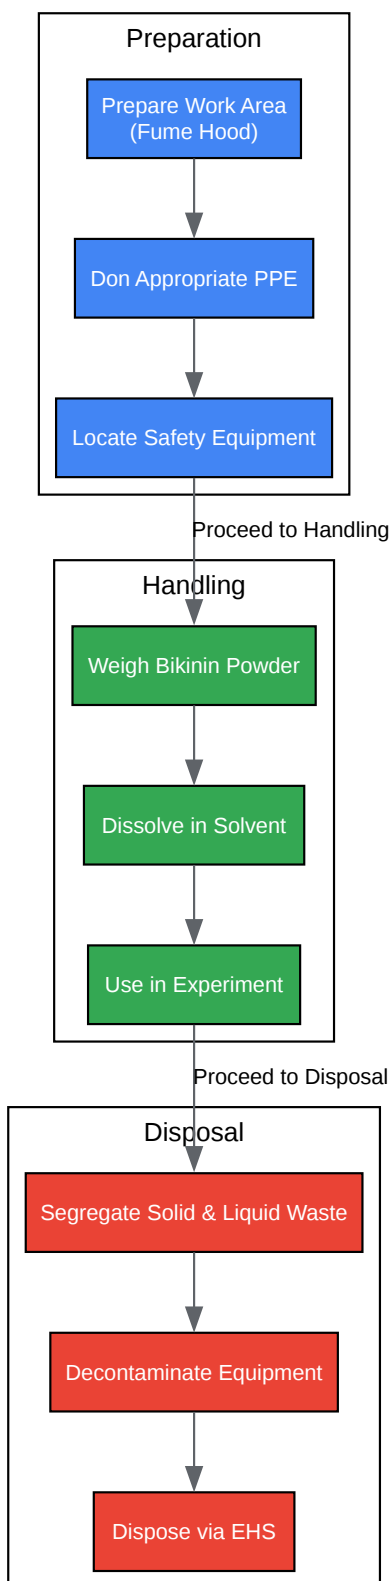 Preparation
Prepare Work Area
(Fume Hood)
Don Appropriate PPE
Locate Safety Equipment
Proceed to Handling
Handling
Weigh Bikinin Powder
Dissolve in Solvent
Use in Experiment
Proceed to Disposal
Disposal
Segregate Solid & Liquid Waste
Decontaminate Equipment
Dispose via EHS